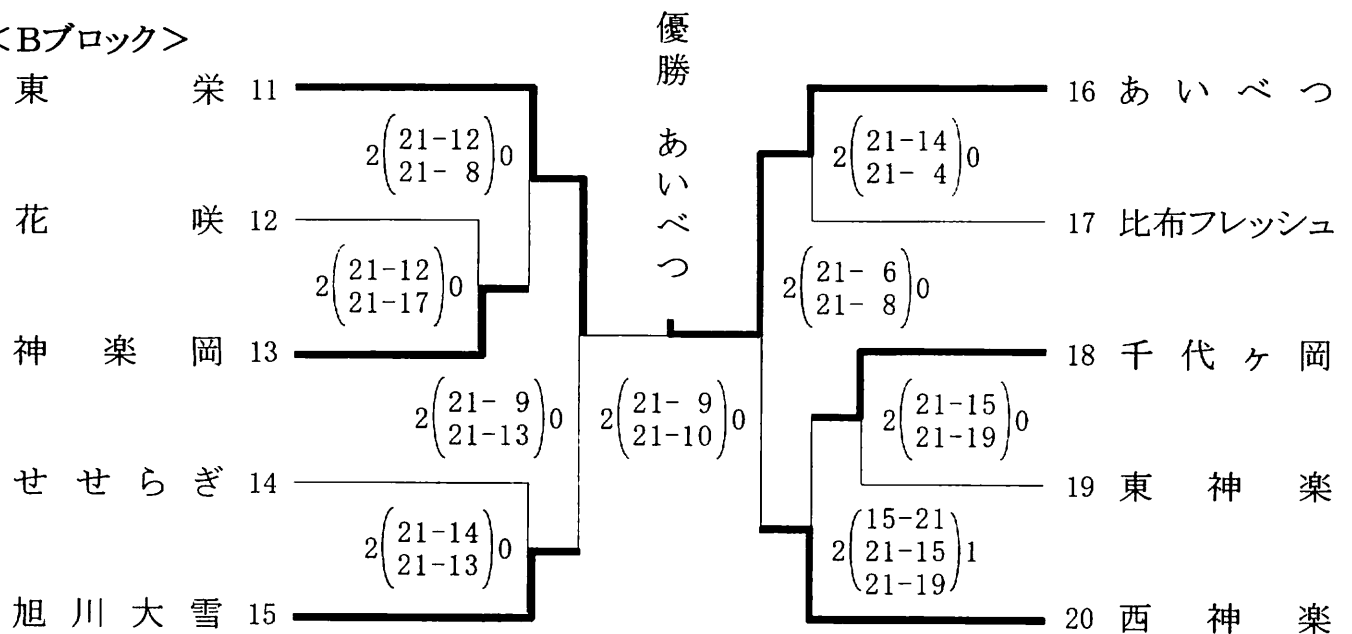 <Bブロック>
優勝 あいべつ
東栄 11
2(21-12 21- 8)0
花咲 12
2(21-12 21-17)0
神楽岡 13
2(21- 9 21-13)0
せせらぎ 14
2(21-14 21-13)0
旭川大雪 15
2(21- 9 21-10)0
16 あいべつ
2(21-14 21- 4)0
17 比布フレッシュ
2(21- 6 21- 8)0
18 千代ヶ岡
2(21-15 21-19)0
19 東神楽
2(15-21 21-15 21-19)1
20 西神楽